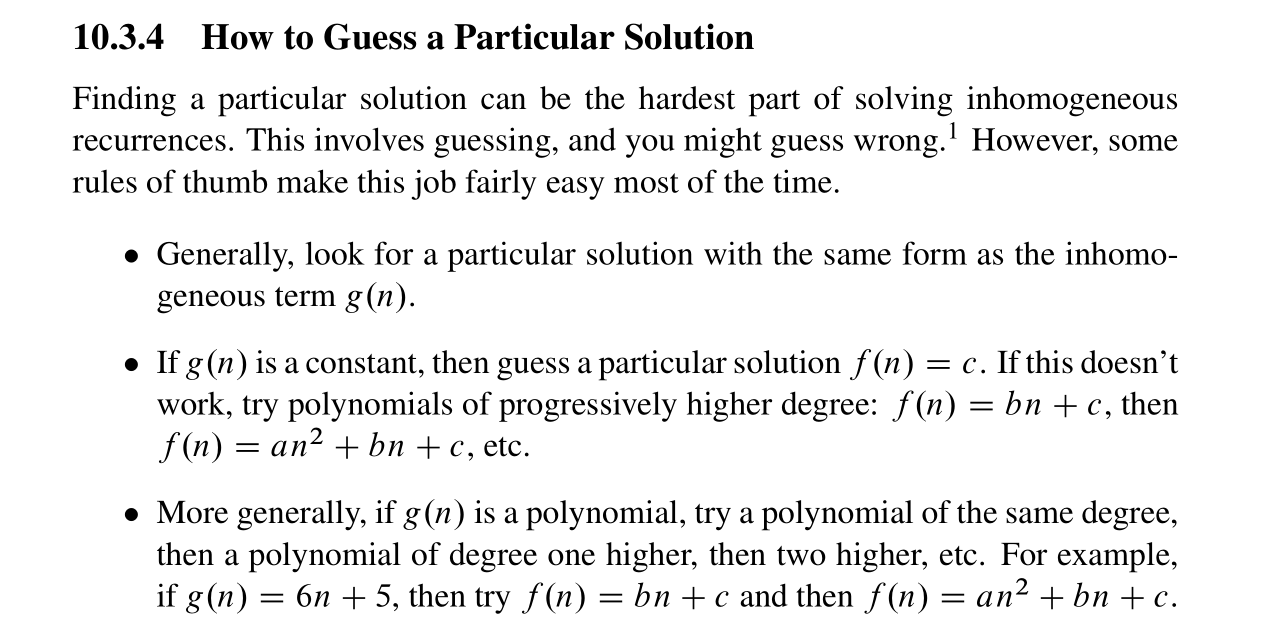 10.3.4 How to Guess a Particular Solution
Finding a particular solution can be the hardest part of solving inhomogeneous
recurrences. This involves guessing, and you might guess wrong.¹ However, some
rules of thumb make this job fairly easy most of the time.
• Generally, look for a particular solution with the same form as the inhomo-
geneous term g(n).
• If g(n) is a constant, then guess a particular solution f(n) = c. If this doesn’t
work, try polynomials of progressively higher degree: f(n) = bn + c, then
f(n) = an² + bn + c, etc.
• More generally, if g(n) is a polynomial, try a polynomial of the same degree,
then a polynomial of degree one higher, then two higher, etc. For example,
if g(n) = 6n + 5, then try f(n) = bn + c and then f(n) = an² + bn + c.